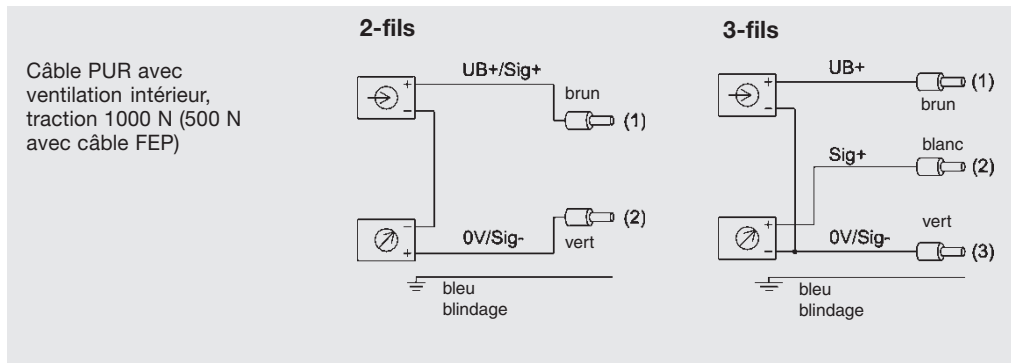 2-fils
3-fils
Câble PUR avec
ventilation intérieur,
traction 1000 N (500 N
avec câble FEP)
UB+/Sig+
+
−
brun
(1)
−
+
0V/Sig-
(2)
vert
bleu
blindage
UB+
+
−
(1)
brun
Sig+
blanc
(2)
+
−
0V/Sig-
vert
(3)
bleu
blindage